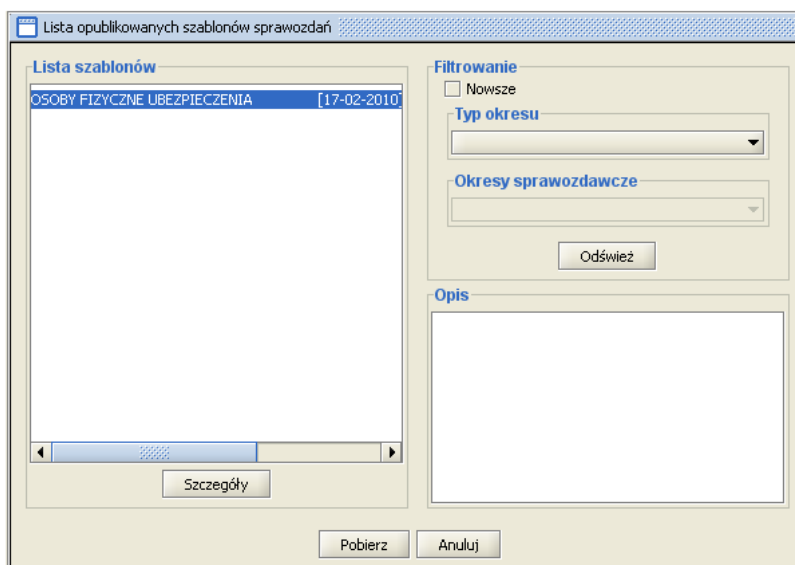 Lista opublikowanych szablonów sprawozdań
Lista szablonów
OSOBY FIZYCZNE UBEZPIECZENIA [17-02-2010]
Szczegóły
Filtrowanie
Nowsze
Typ okresu
Okresy sprawozdawcze
Odśwież
Opis
Pobierz Anuluj